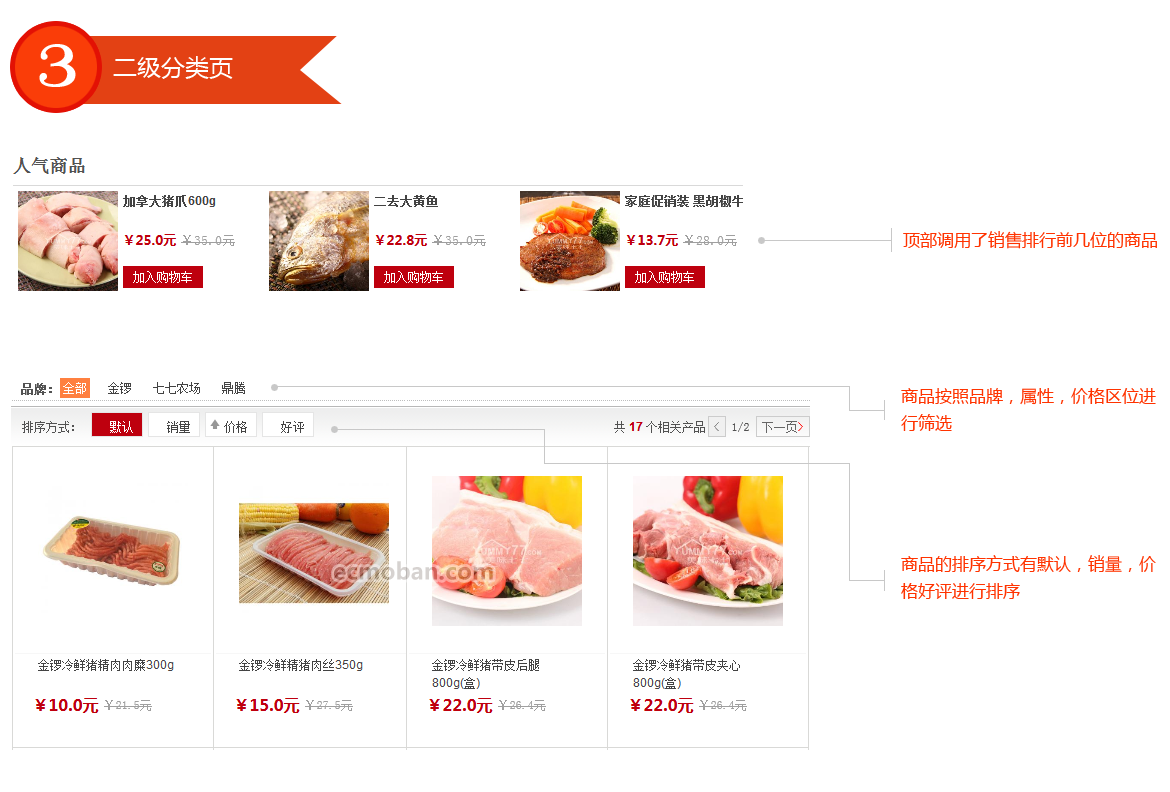 3
二级分类页
人气商品
加拿大猪爪600g
￥25.0元 ￥35.0元
加入购物车
二去大黄鱼
￥22.8元 ￥35.0元
加入购物车
家庭促销装 黑胡椒牛
￥13.7元 ￥28.0元
加入购物车
YUMMY77.com
顶部调用了销售排行前几位的商品
品牌： 全部 金锣 七七农场 鼎腾
商品按照品牌，属性，价格区位进
行筛选
排序方式： 默认 销量 价格 好评 共 17 个相关产品 < 1/2 下一页>
YUMMY77.COM
YUMMY77.COM
ecmoban.com
商品的排序方式有默认，销量，价
格好评进行排序
金锣冷鲜猪精肉肉糜300g
￥10.0元 ￥21.5元
金锣冷鲜精猪肉丝350g
￥15.0元 ￥27.5元
金锣冷鲜猪带皮后腿
800g(盒)
￥22.0元 ￥26.4元
金锣冷鲜猪带皮夹心
800g(盒)
￥22.0元 ￥26.4元